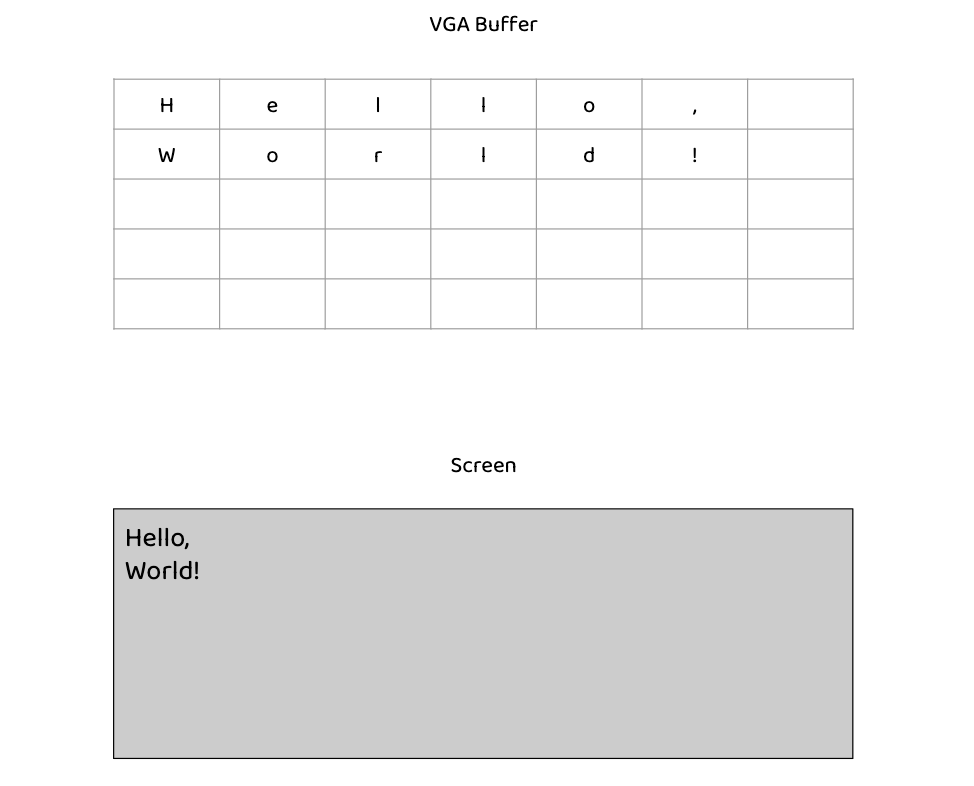 VGA Buffer
H e l l o ,
W o r l d !
Screen
Hello,
World!